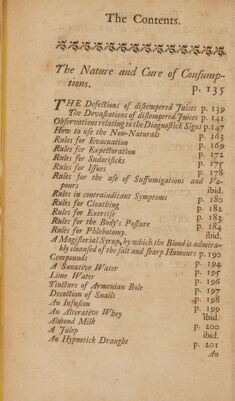 The Contents.
The Nature and Cure of Consump-
tions. p. 135
THE Defections of distempered Juices p. 139
The Devastations of distempered Juices p. 141
Observations relating to the Diagnostick Signs p. 147
How to use the Non-Naturals p. 163
Rules for Evacuation p. 169
Rules for Expectoration p. 172
Rules for Sudorificks p. 175
Rules for Issues p. 178
Rules for the use of Suffumigations and Va-
pours ibid.
Rules in contraindicant Symptoms p. 180
Rules for Cloathing p. 182
Rules for Exercise p. 183
Rules for the Body's Posture p. 184
Rules for Phlebotomy. ibid.
A Magisterial Syrup, by which the Blood is admira-
bly cleansed of the salt and sharp Humours p. 190
Compounds p. 194
A Sanative Water p. 195
Lime Water p. 196
Tincture of Armenian Bole p. 197
Decoction of Snails p. 198
An Infusion p. 199
An Alterative Whey ibid.
Almond Milk p. 200
A Julep ibid.
An Hypnotick Draught p. 201
An